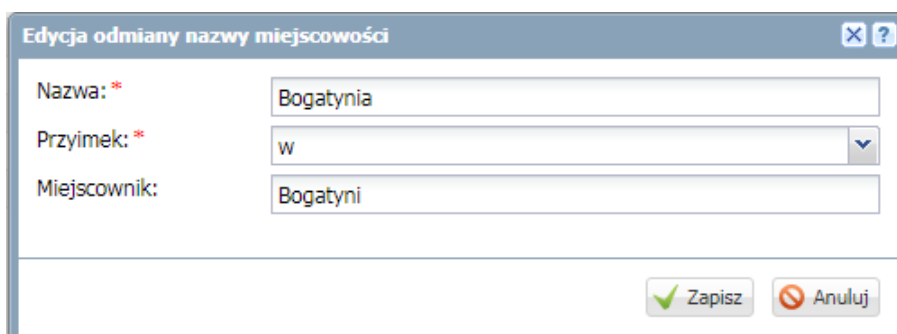 Edycja odmiany nazwy miejscowości
Nazwa: * Bogatynia
Przyimek: * w
Miejscownik: Bogatyni
Zapisz Anuluj